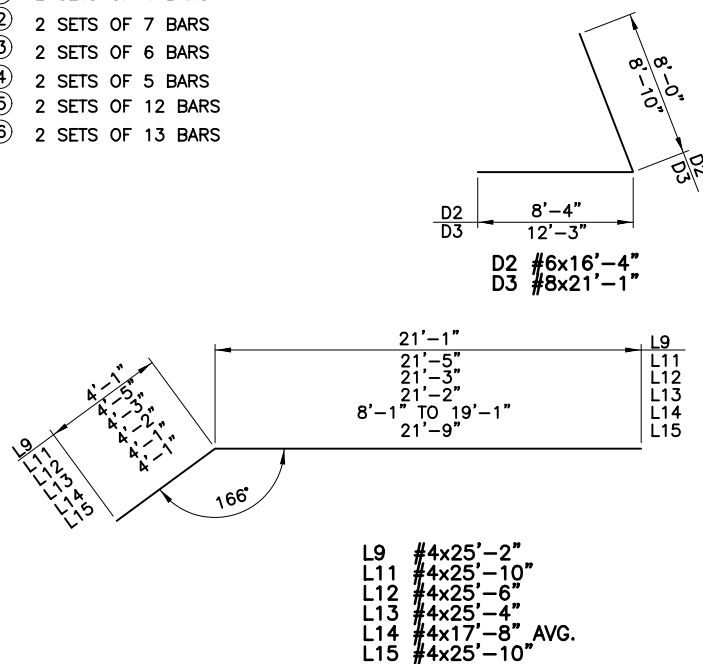 2 SETS OF 7 BARS
2 SETS OF 6 BARS
2 SETS OF 5 BARS
2 SETS OF 12 BARS
2 SETS OF 13 BARS
8'-0"
8'-10"
D2
D3
D2
D3
8'-4"
12'-3"
D2 #6x16'-4"
D3 #8x21'-1"
21'-1"
21'-5"
21'-3"
21'-2"
8'-1" TO 19'-1"
21'-9"
L9
L11
L12
L13
L14
L15
4'-1"
4'-5"
4'-3"
4'-2"
4'-1"
4'-1"
L9
L11
L12
L13
L14
L15
166°
L9 #4x25'-2"
L11 #4x25'-10"
L12 #4x25'-6"
L13 #4x25'-4"
L14 #4x17'-8" AVG.
L15 #4x25'-10"